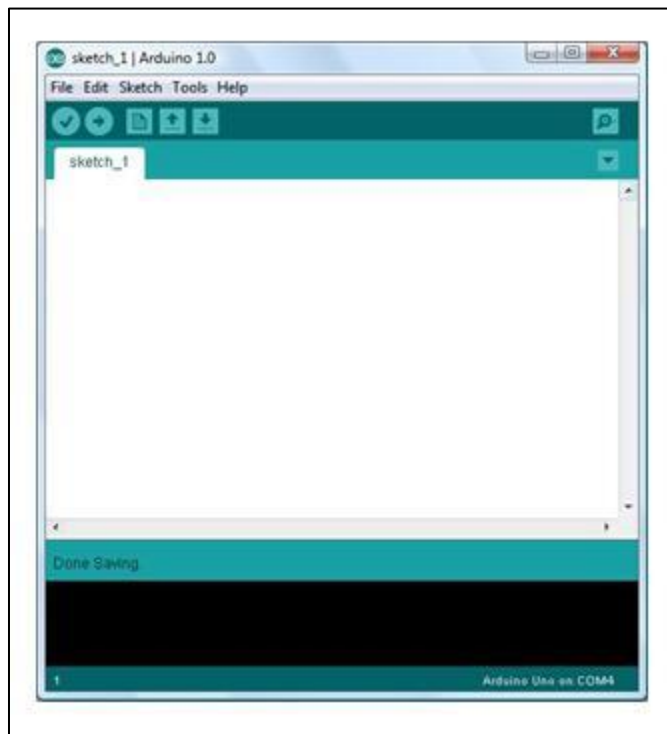 sketch_1 | Arduino 1.0
File Edit Sketch Tools Help
sketch_1
Done Saving
1
Arduino Uno on COM4